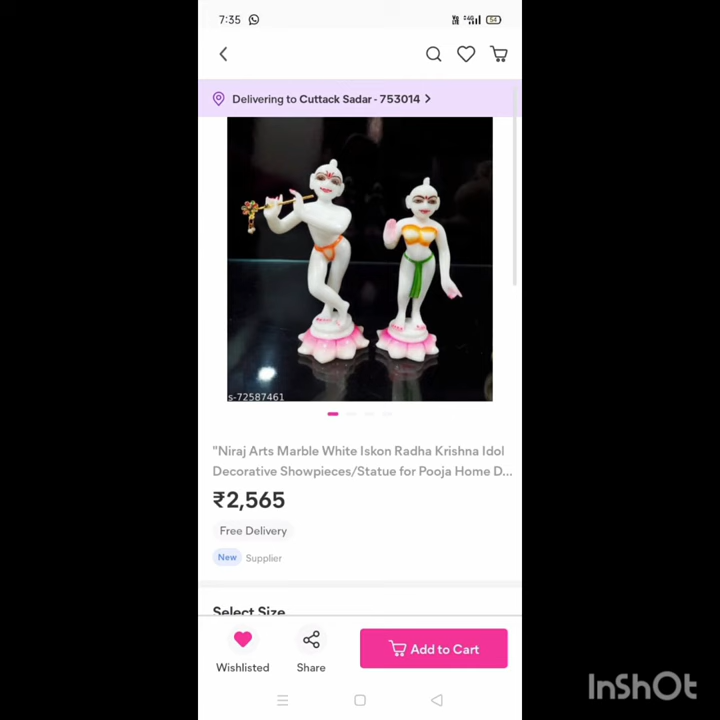 7:35
54
Delivering to Cuttack Sadar - 753014
s-72587461
"Niraj Arts Marble White Iskon Radha Krishna Idol
Decorative Showpieces/Statue for Pooja Home D...
₹2,565
Free Delivery
New Supplier
Select Size
Wishlisted
Share
Add to Cart
InShOt